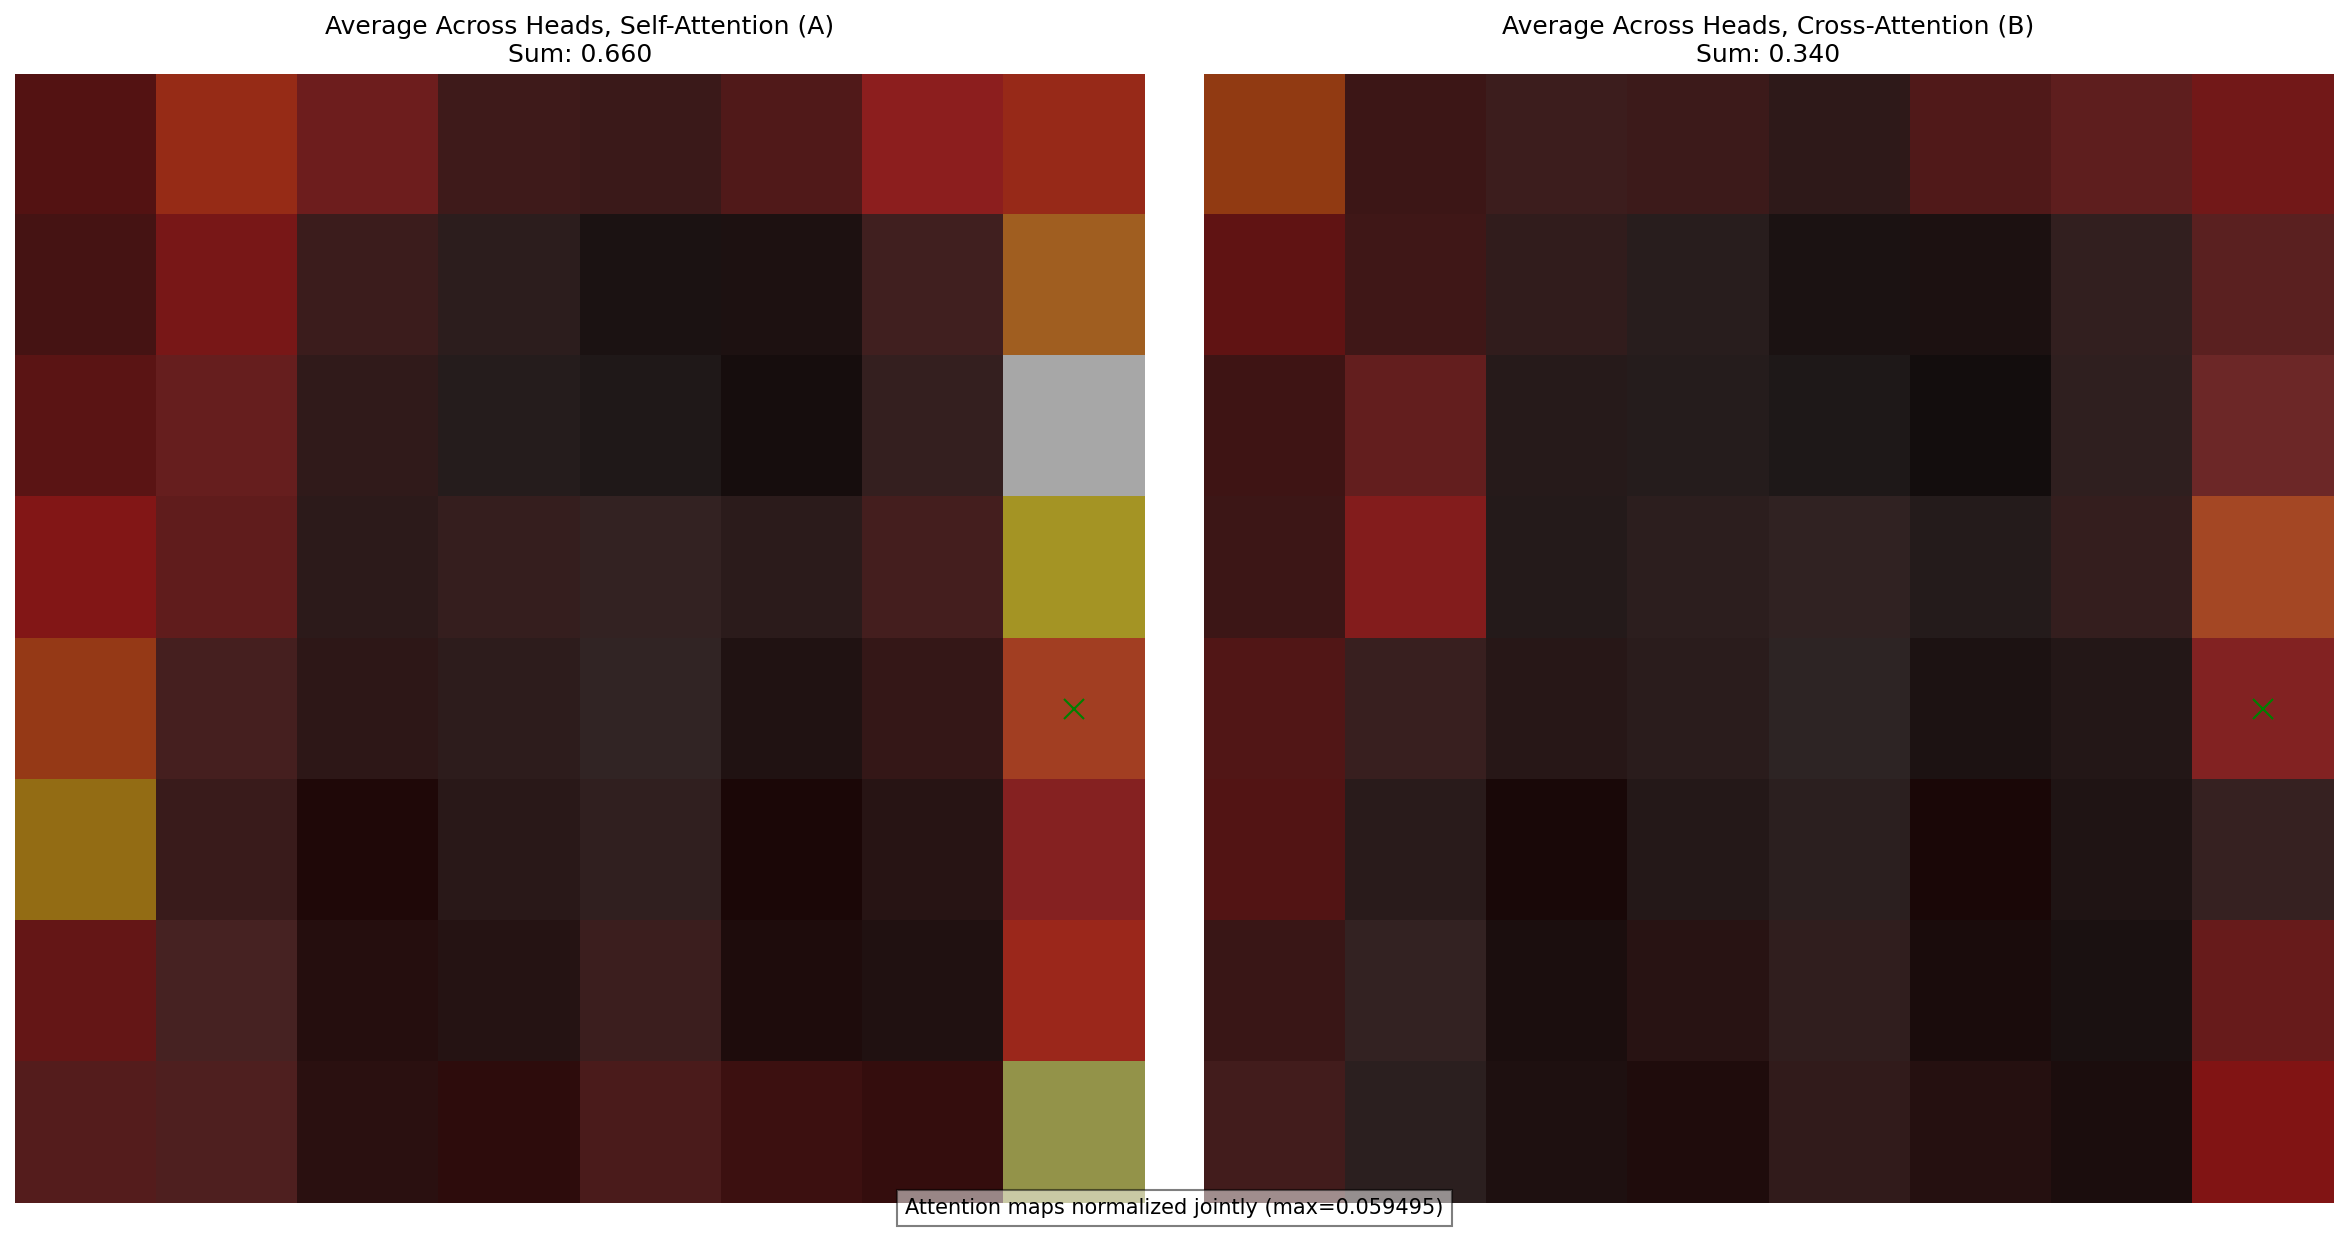 Average Across Heads, Self-Attention (A)
Sum: 0.660
Average Across Heads, Cross-Attention (B)
Sum: 0.340
Attention maps normalized jointly (max=0.059495)